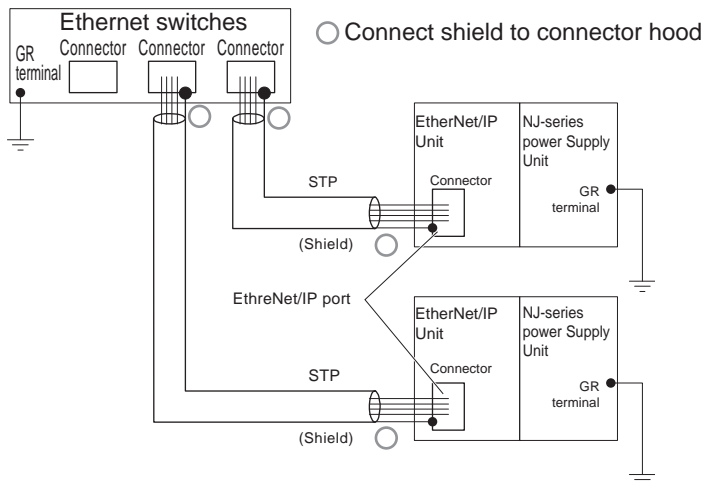 Ethernet switches
Connect shield to connector hood
GR
terminal
Connector
Connector
Connector
EtherNet/IP
Unit
NJ-series
power Supply
Unit
Connector
GR
terminal
STP
(Shield)
EthreNet/IP port
EtherNet/IP
Unit
NJ-series
power Supply
Unit
Connector
GR
terminal
STP
(Shield)